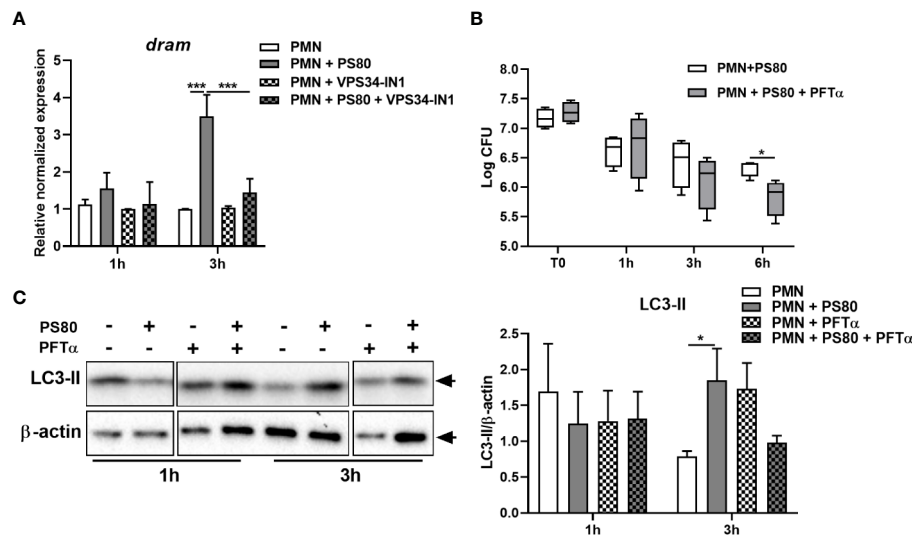 A
dram
PMN
PMN + PS80
PMN + VPS34-IN1
PMN + PS80 + VPS34-IN1
Relative normalized expression
5
4
3
2
1
0
*** ***
1h 3h
B
PMN+PS80
PMN + PS80 + PFTα
Log CFU
8.0
7.5
7.0
6.5
6.0
5.5
5.0
*
T0 1h 3h 6h
C
PS80 - + - + - + - +
PFTα - - + + - - + +
LC3-II
β-actin
1h 3h
LC3-II
PMN
PMN + PS80
PMN + PFTα
PMN + PS80 + PFTα
LC3-II/β-actin
2.5
2.0
1.5
1.0
0.5
0.0
*
1h 3h